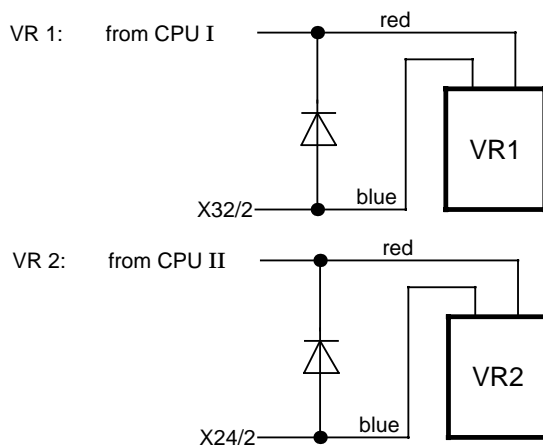 red
VR 1: from CPU I
VR1
blue
X32/2
red
VR 2: from CPU II
VR2
blue
X24/2